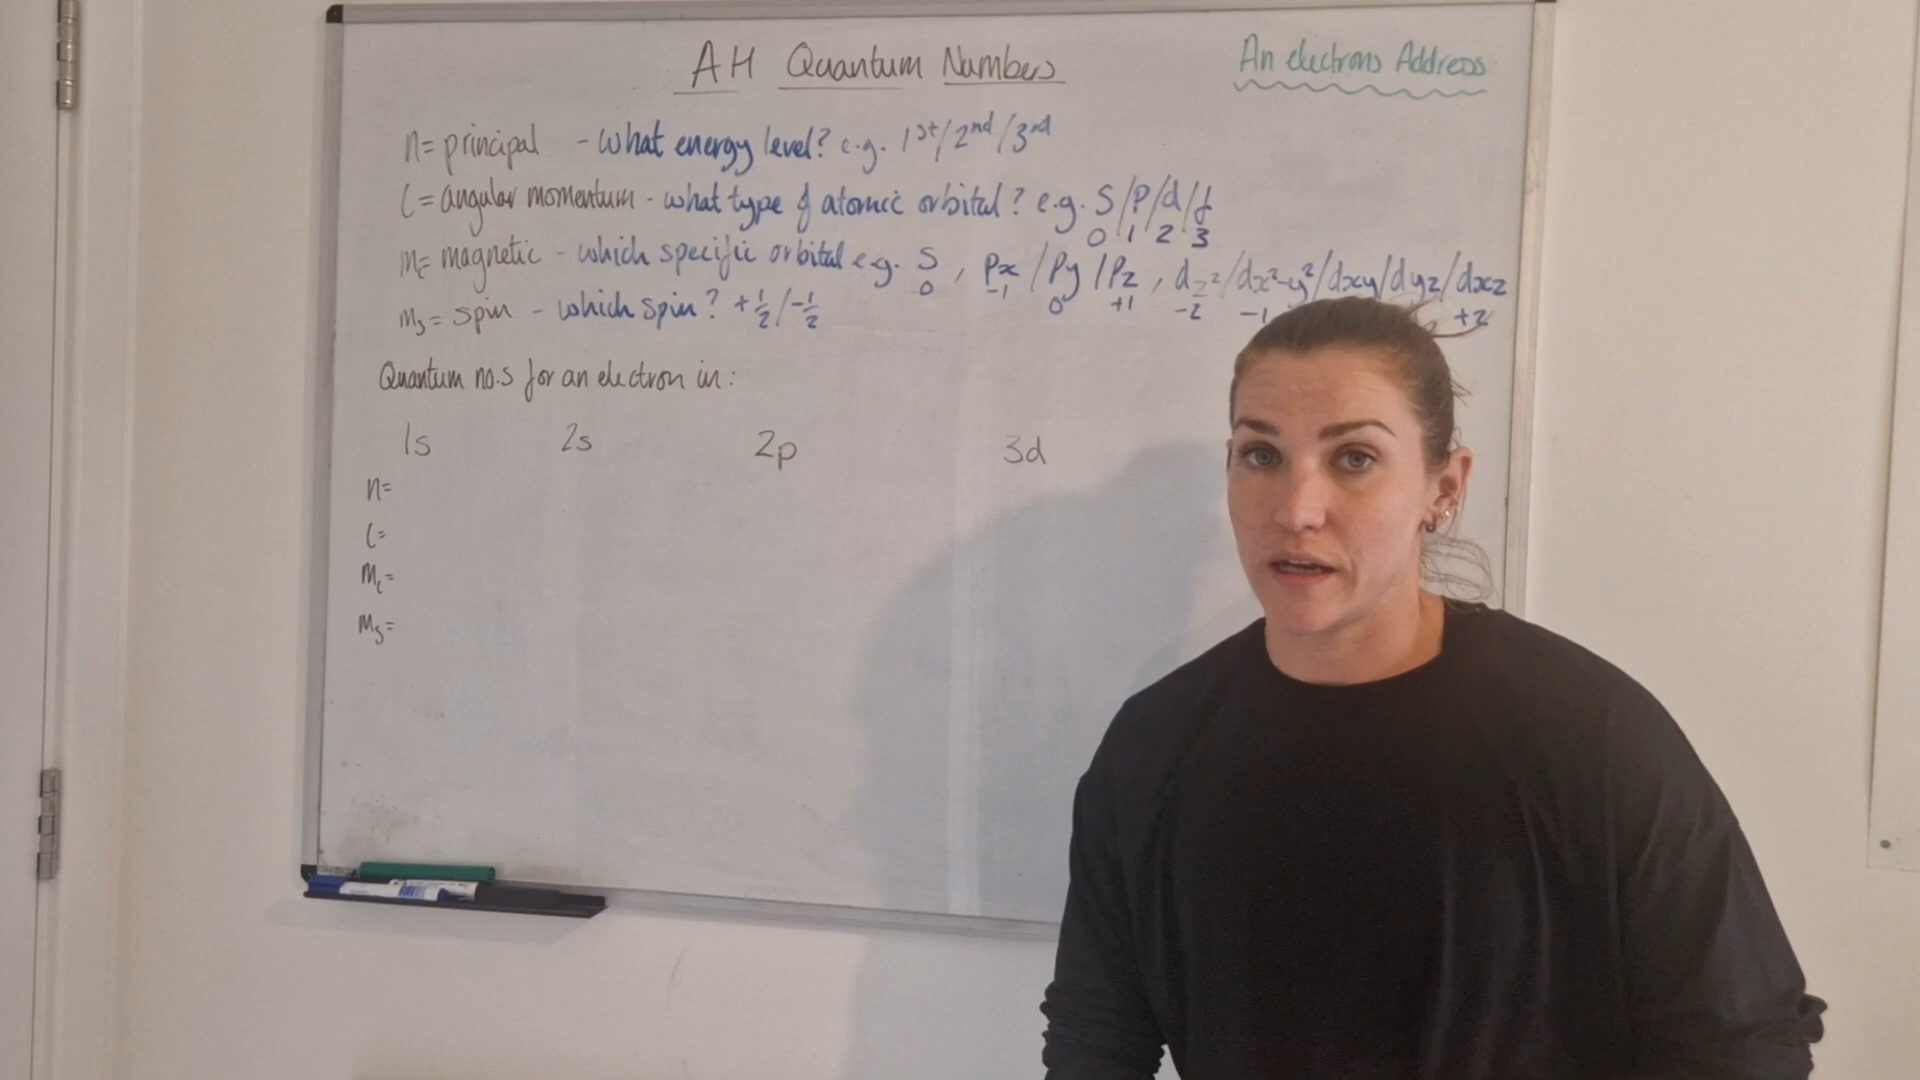 AH Quantum Numbers
An electrons Address
n= principal - what energy level? e.g. 1st/2nd/3rd
l= angular momentum - what type of atomic orbital? e.g. s/p/d/f
0 1 2 3
ml= magnetic - which specific orbital e.g. s, px/py/pz, dz²/dx²-y²/dxy/dyz/dxz
0 -1 0 +1 -2 -1 +2
ms= spin - which spin? +1/2/-1/2
Quantum no.s for an electron in:
1s 2s 2p 3d
n=
l=
ml=
ms=